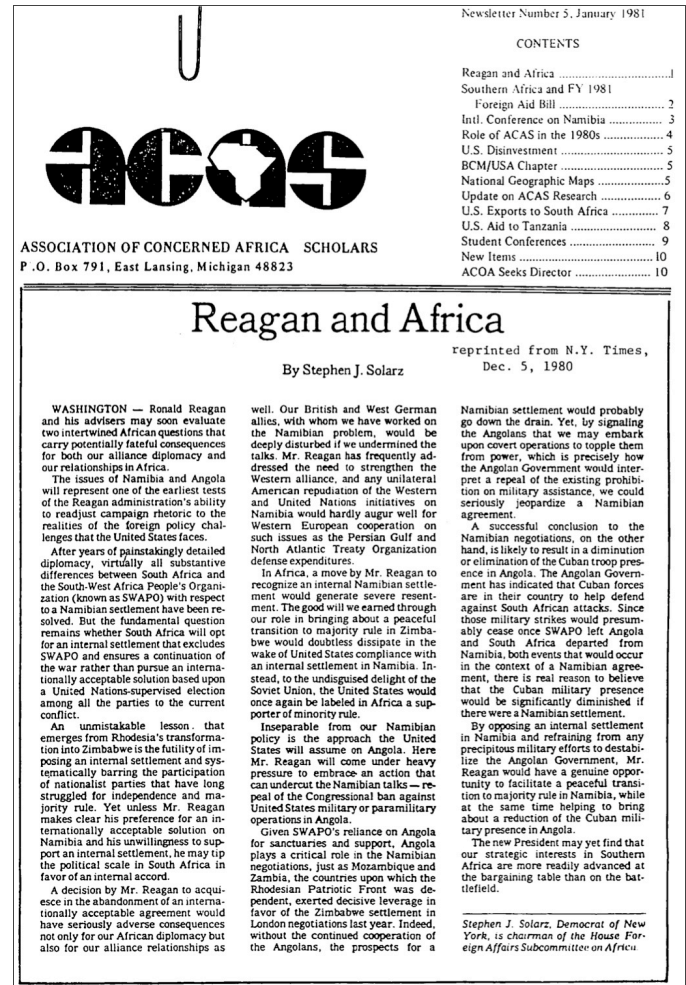 Newsletter Number 5, January 1981
CONTENTS
Reagan and Africa ..............................1
Southern Africa and FY 1981
Foreign Aid Bill .............................. 2
Intl. Conference on Namibia ............... 3
Role of ACAS in the 1980s ................. 4
U.S. Disinvestment ............................ 5
BCM/USA Chapter ............................ 5
National Geographic Maps ...................5
Update on ACAS Research ................. 6
U.S. Exports to South Africa .............. 7
U.S. Aid to Tanzania .......................... 8
Student Conferences ......................... 9
New Items ......................................10
ACOA Seeks Director ...................... 10
acas
ASSOCIATION OF CONCERNED AFRICA SCHOLARS
P.O. Box 791, East Lansing, Michigan 48823
Reagan and Africa
By Stephen J. Solarz
reprinted from N.Y. Times,
Dec. 5, 1980
WASHINGTON — Ronald Reagan
and his advisers may soon evaluate
two intertwined African questions that
carry potentially fateful consequences
for both our alliance diplomacy and
our relationships in Africa.
The issues of Namibia and Angola
will represent one of the earliest tests
of the Reagan administration's ability
to readjust campaign rhetoric to the
realities of the foreign policy chal-
lenges that the United States faces.
After years of painstakingly detailed
diplomacy, virtually all substantive
differences between South Africa and
the South-West Africa People's Organi-
zation (known as SWAPO) with respect
to a Namibian settlement have been re-
solved. But the fundamental question
remains whether South Africa will opt
for an internal settlement that excludes
SWAPO and ensures a continuation of
the war rather than pursue an interna-
tionally acceptable solution based upon
a United Nations-supervised election
among all the parties to the current
conflict.
An unmistakable lesson that
emerges from Rhodesia's transforma-
tion into Zimbabwe is the futility of im-
posing an internal settlement and sys-
tematically barring the participation
of nationalist parties that have long
struggled for independence and ma-
jority rule. Yet unless Mr. Reagan
makes clear his preference for an in-
ternationally acceptable solution on
Namibia and his unwillingness to sup-
port an internal settlement, he may tip
the political scale in South Africa in
favor of an internal accord.
A decision by Mr. Reagan to acqui-
esce in the abandonment of an interna-
tionally acceptable agreement would
have seriously adverse consequences
not only for our African diplomacy but
also for our alliance relationships as
well. Our British and West German
allies, with whom we have worked on
the Namibian problem, would be
deeply disturbed if we undermined the
talks. Mr. Reagan has frequently ad-
dressed the need to strengthen the
Western alliance, and any unilateral
American repudiation of the Western
and United Nations initiatives on
Namibia would hardly augur well for
Western European cooperation on
such issues as the Persian Gulf and
North Atlantic Treaty Organization
defense expenditures.
In Africa, a move by Mr. Reagan to
recognize an internal Namibian settle-
ment would generate severe resent-
ment. The good will we earned through
our role in bringing about a peaceful
transition to majority rule in Zimba-
bwe would doubtless dissipate in the
wake of United States compliance with
an internal settlement in Namibia. In-
stead, to the undisguised delight of the
Soviet Union, the United States would
once again be labeled in Africa a sup-
porter of minority rule.
Inseparable from our Namibian
policy is the approach the United
States will assume on Angola. Here
Mr. Reagan will come under heavy
pressure to embrace an action that
can undercut the Namibian talks — re-
peal of the Congressional ban against
United States military or paramilitary
operations in Angola.
Given SWAPO's reliance on Angola
for sanctuaries and support, Angola
plays a critical role in the Namibian
negotiations, just as Mozambique and
Zambia, the countries upon which the
Rhodesian Patriotic Front was de-
pendent, exerted decisive leverage in
favor of the Zimbabwe settlement in
London negotiations last year. Indeed,
without the continued cooperation of
the Angolans, the prospects for a
Namibian settlement would probably
go down the drain. Yet, by signaling
the Angolans that we may embark
upon covert operations to topple them
from power, which is precisely how
the Angolan Government would inter-
pret a repeal of the existing prohibi-
tion on military assistance, we could
seriously jeopardize a Namibian
agreement.
A successful conclusion to the
Namibian negotiations, on the other
hand, is likely to result in a diminution
or elimination of the Cuban troop pres-
ence in Angola. The Angolan Govern-
ment has indicated that Cuban forces
are in their country to help defend
against South African attacks. Since
those military strikes would presum-
ably cease once SWAPO left Angola
and South Africa departed from
Namibia, both events that would occur
in the context of a Namibian agree-
ment, there is real reason to believe
that the Cuban military presence
would be significantly diminished if
there were a Namibian settlement.
By opposing an internal settlement
in Namibia and refraining from any
precipitous military efforts to destabi-
lize the Angolan Government, Mr.
Reagan would have a genuine oppor-
tunity to facilitate a peaceful transi-
tion to majority rule in Namibia, while
at the same time helping to bring
about a reduction of the Cuban mili-
tary presence in Angola.
The new President may yet find that
our strategic interests in Southern
Africa are more readily advanced at
the bargaining table than on the bat-
tlefield.
Stephen J. Solarz, Democrat of New
York, is chairman of the House For-
eign Affairs Subcommittee on Africa.